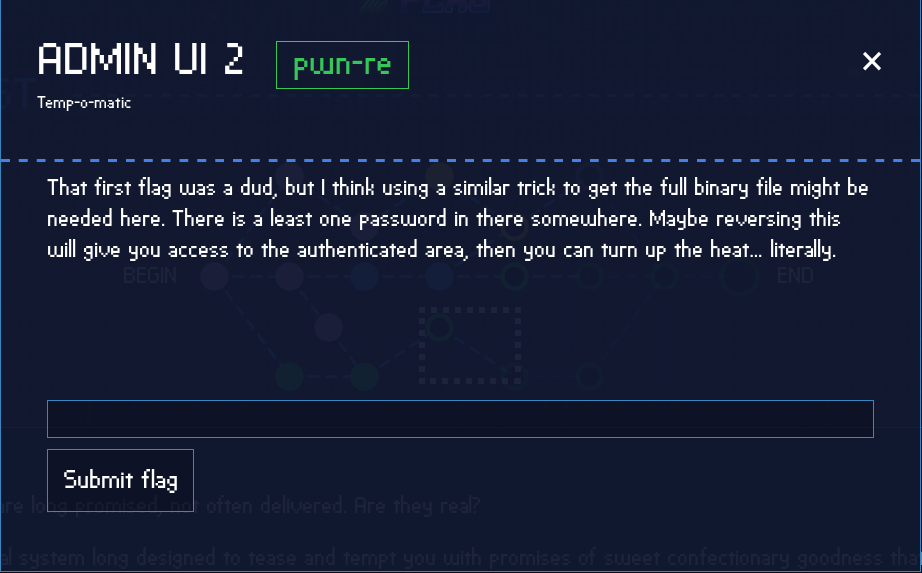 ADMIN UI 2
pwn-re
Temp-o-matic
That first flag was a dud, but I think using a similar trick to get the full binary file might be
needed here. There is a least one password in there somewhere. Maybe reversing this
will give you access to the authenticated area, then you can turn up the heat... literally.
BEGIN
END
Submit flag
are long promised, not often delivered. Are they real?
al system long designed to tease and tempt you with promises of sweet confectionary goodness tha